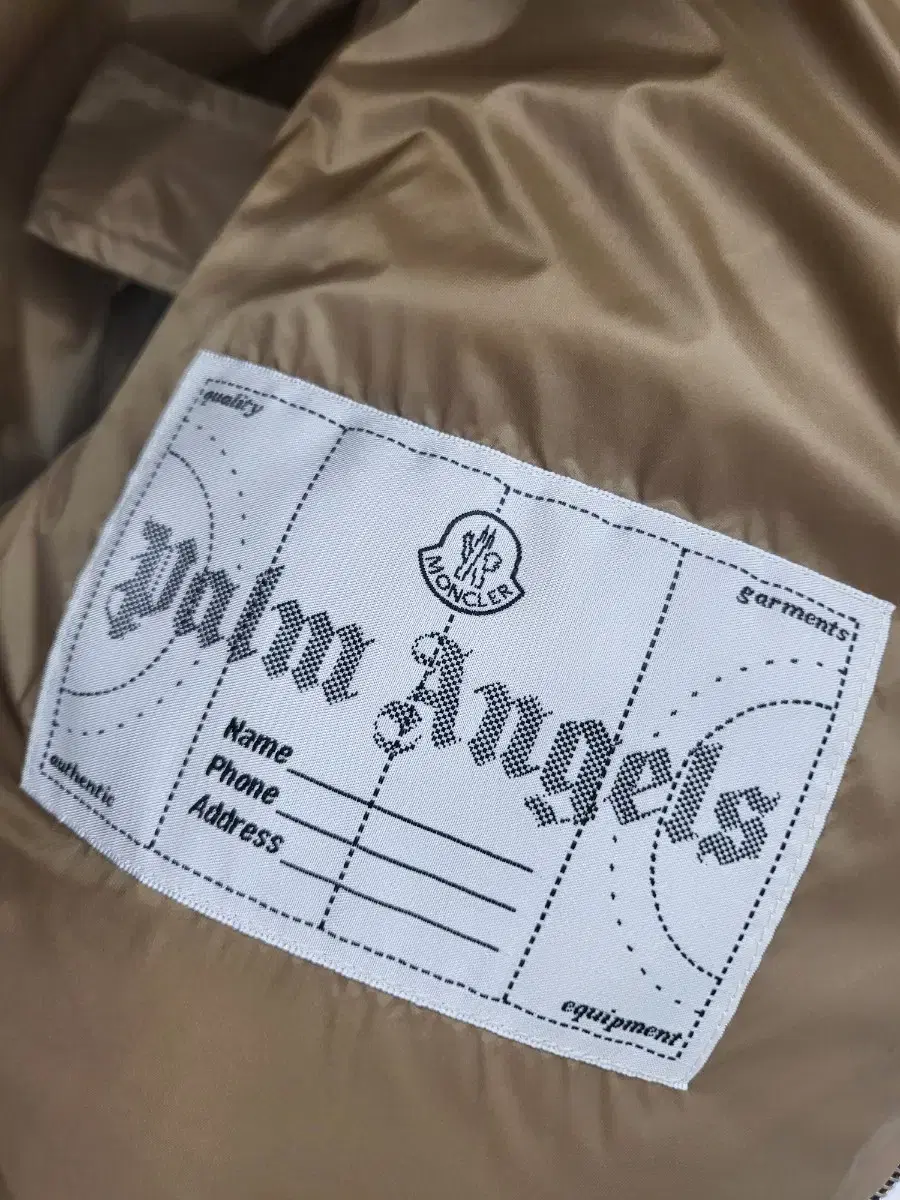 quality
garments
MONCLER
Palm Angels
Name
Phone
Address
authentic
equipment